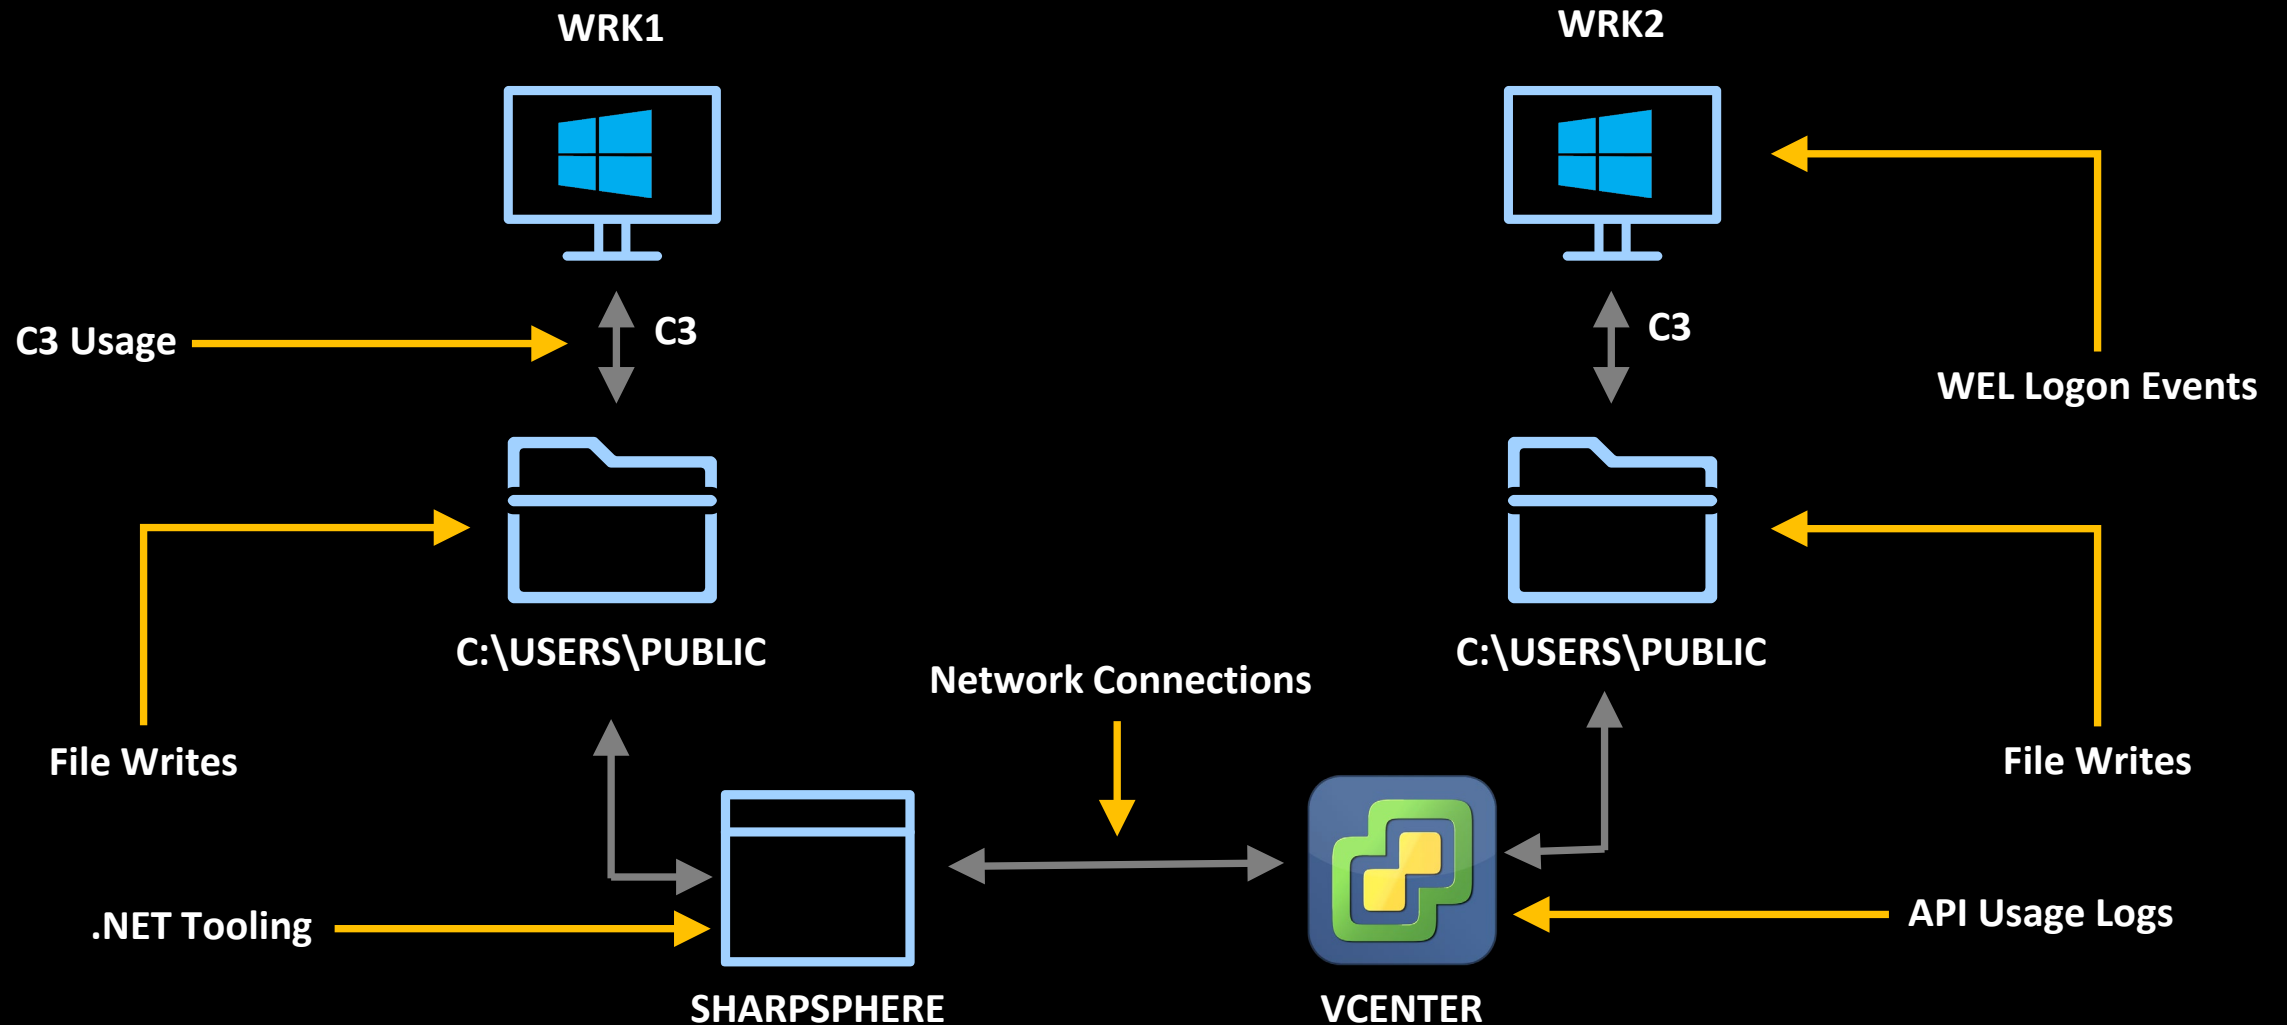 WRK1
WRK2
C3 Usage
C3
C3
WEL Logon Events
C:\USERS\PUBLIC
C:\USERS\PUBLIC
Network Connections
File Writes
File Writes
.NET Tooling
API Usage Logs
SHARPSPHERE
VCENTER